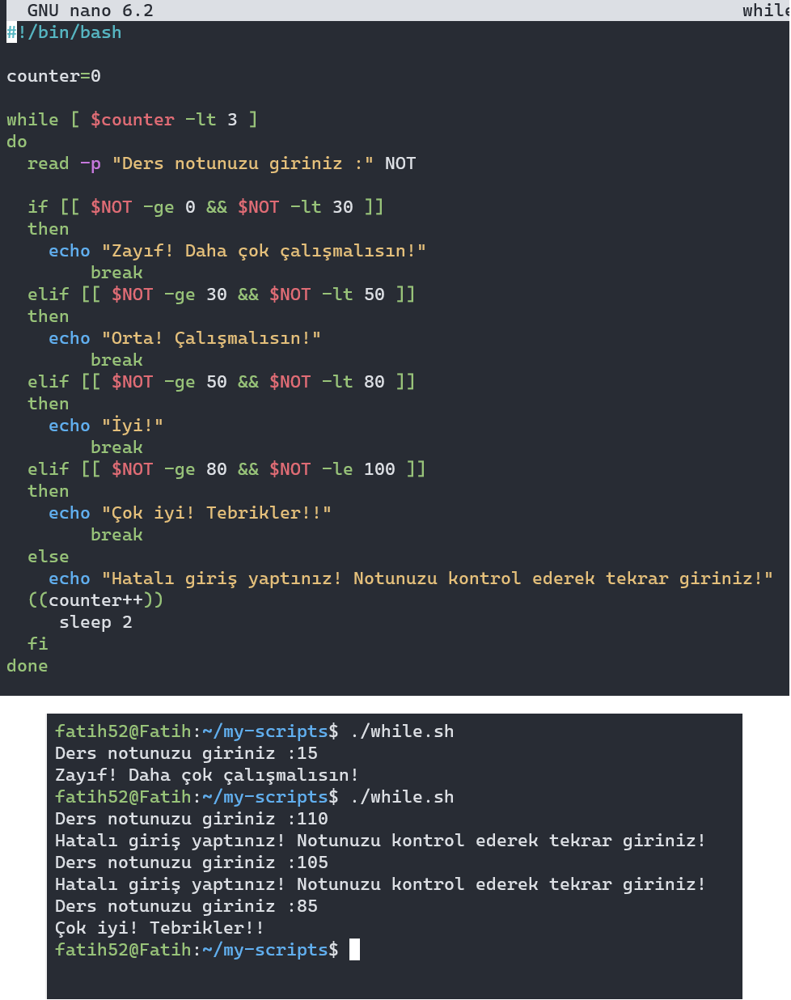 GNU nano 6.2 while
#!/bin/bash
counter=0
while [ $counter -lt 3 ]
do
read -p "Ders notunuzu giriniz :" NOT
if [[ $NOT -ge 0 && $NOT -lt 30 ]]
then
echo "Zayıf! Daha çok çalışmalısın!"
break
elif [[ $NOT -ge 30 && $NOT -lt 50 ]]
then
echo "Orta! Çalışmalısın!"
break
elif [[ $NOT -ge 50 && $NOT -lt 80 ]]
then
echo "İyi!"
break
elif [[ $NOT -ge 80 && $NOT -le 100 ]]
then
echo "Çok iyi! Tebrikler!!"
break
else
echo "Hatalı giriş yaptınız! Notunuzu kontrol ederek tekrar giriniz!"
((counter++))
sleep 2
fi
done
fatih52@Fatih:~/my-scripts$ ./while.sh
Ders notunuzu giriniz :15
Zayıf! Daha çok çalışmalısın!
fatih52@Fatih:~/my-scripts$ ./while.sh
Ders notunuzu giriniz :110
Hatalı giriş yaptınız! Notunuzu kontrol ederek tekrar giriniz!
Ders notunuzu giriniz :105
Hatalı giriş yaptınız! Notunuzu kontrol ederek tekrar giriniz!
Ders notunuzu giriniz :85
Çok iyi! Tebrikler!!
fatih52@Fatih:~/my-scripts$